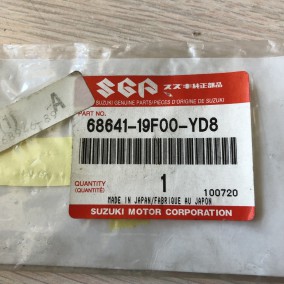 SGP スズキ純正部品
SUZUKI GENUINE PARTS/PIECES D'ORIGINE DE SUZUKI
PART NO.
68641-19F00-YD8
QUANTITY
(QUANTITÉ)
1
100720
MADE IN JAPAN/FABRIQUE AU JAPON
SUZUKI MOTOR CORPORATION
A